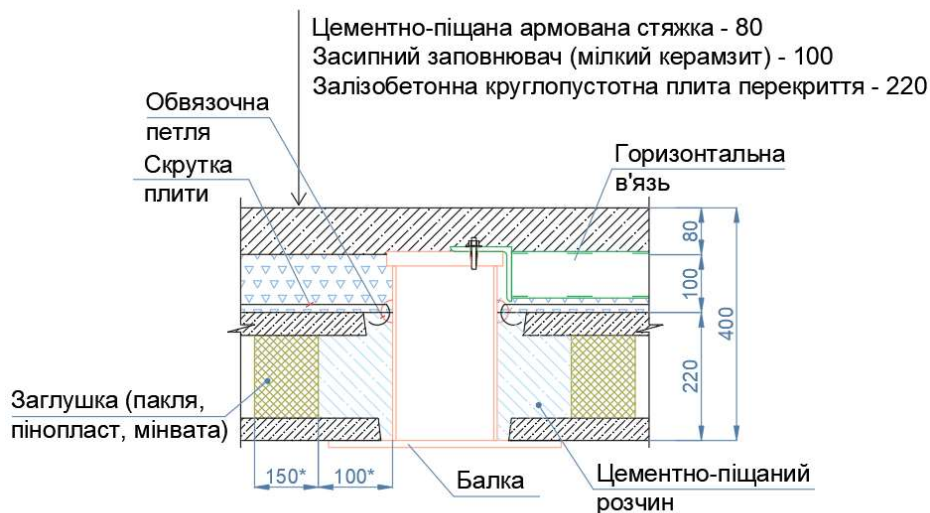 Цементно-піщана армована стяжка - 80
Засипний заповнювач (мілкий керамзит) - 100
Залізобетонна круглопустотна плита перекриття - 220
Обвязочна
петля
Скрутка
плити
Горизонтальна
в'язь
80
100
220
400
Заглушка (пакля,
пінопласт, мінвата)
150*
100*
Балка
Цементно-піщаний
розчин